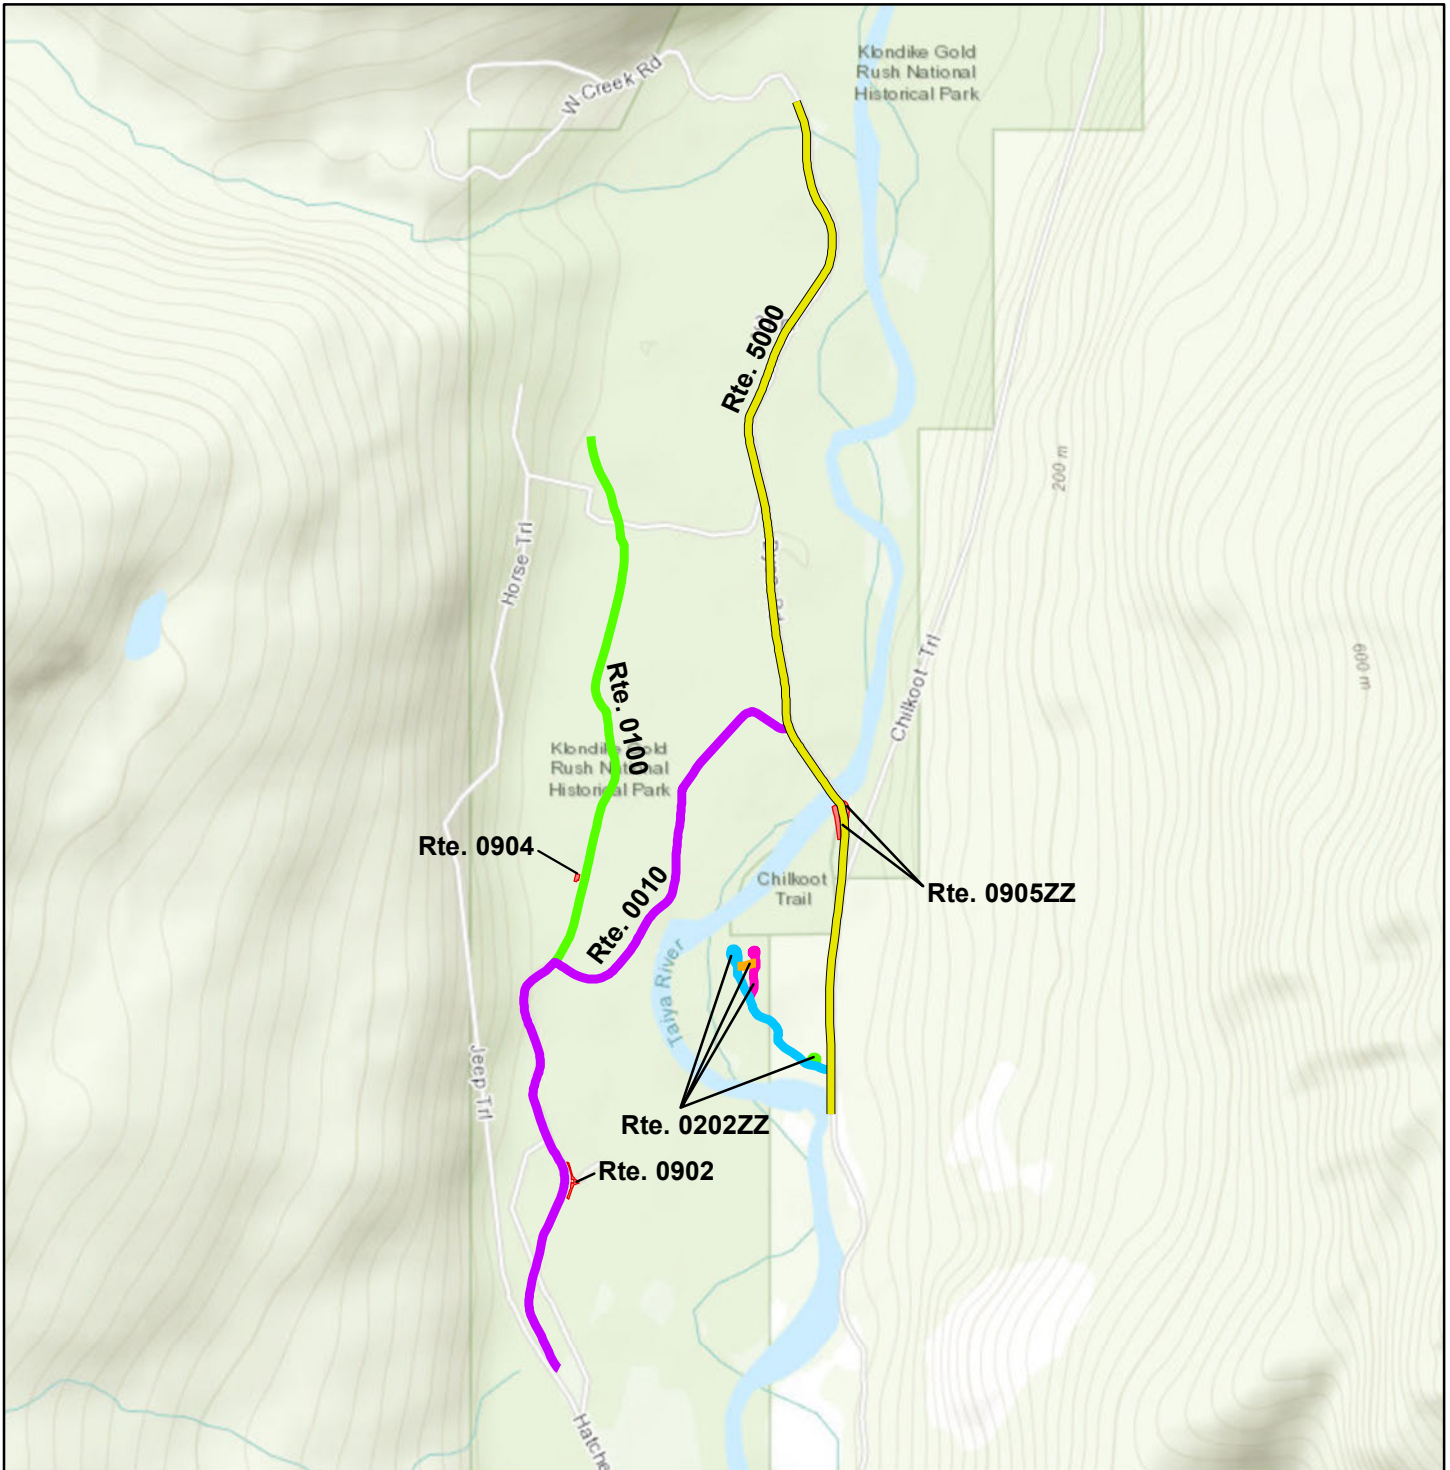 Klondike Gold
Rush National
Historical Park
W Creek Rd
Rte. 5000
200 m
Horse Trl
Chilkoot Trl
600 m
Rte. 0100
Klondike Gold
Rush National
Historical Park
Rte. 0904
Rte. 0010
Chilkoot
Trail
Rte. 0905ZZ
Taiya River
Jeep Trl
Rte. 0202ZZ
Rte. 0902
Hatche